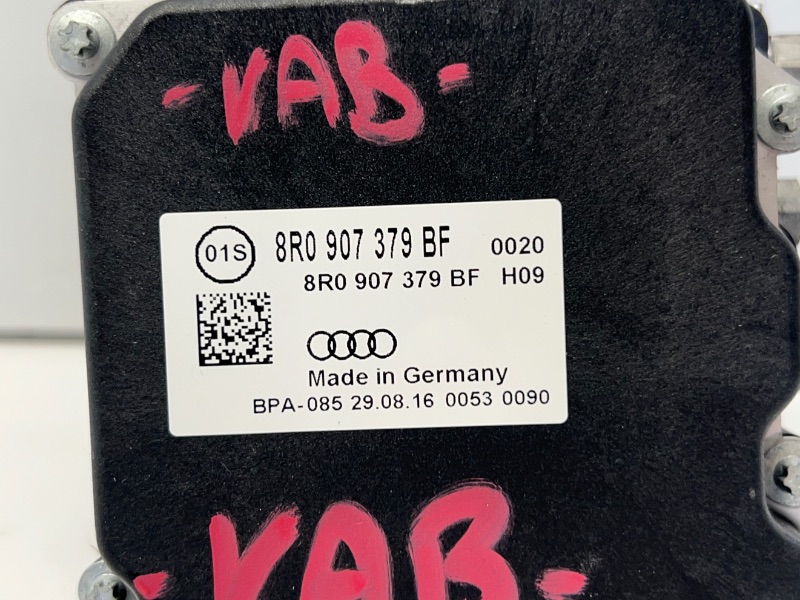 -VAB-
01S 8R0 907 379 BF 0020
8R0 907 379 BF H09
Made in Germany
BPA-085 29.08.16 0053 0090
-VAB-